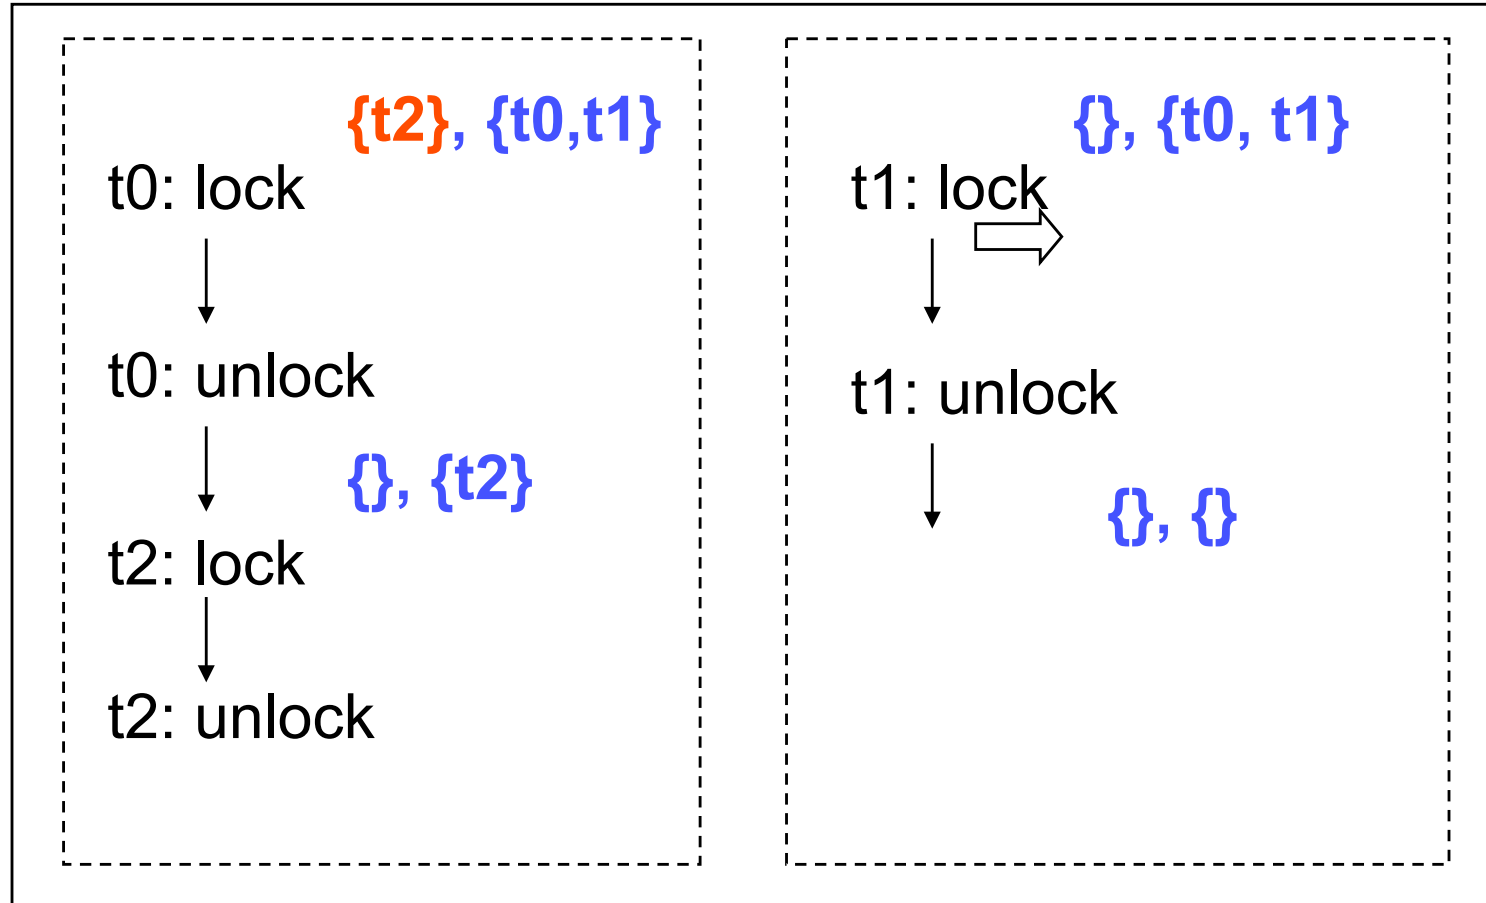 {t2}, {t0,t1}
t0: lock
t0: unlock
{}, {t2}
t2: lock
t2: unlock
{}, {t0, t1}
t1: lock
t1: unlock
{}, {}